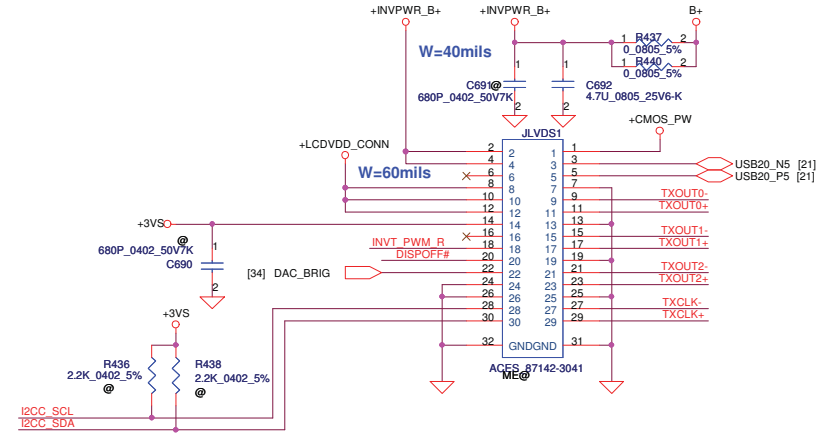 +INVPWR_B+ +INVPWR_B+ B+
W=40mils
1 R437 2
0_0805_5%
1 R440 2
0_0805_5%
1 1
C691@ C692
680P_0402_50V7K 4.7U_0805_25V6-K
2 2
+CMOS_PW
JLVDS1
+LCDVDD_CONN
W=60mils
2 2 1 1
4 4 3 3 USB20_N5 [21]
6 6 5 5 USB20_P5 [21]
8 8 7 7
10 10 9 9 TXOUT0-
12 12 11 11 TXOUT0+
+3VS 14 14 13 13
16 16 15 15 TXOUT1-
INVT_PWM_R 18 18 17 17 TXOUT1+
DISPOFF# 20 20 19 19
[34] DAC_BRIG 22 22 21 21 TXOUT2-
24 24 23 23 TXOUT2+
26 26 25 25
28 28 27 27 TXCLK-
30 30 29 29 TXCLK+
32 GNDGND 31
@
680P_0402_50V7K 1
C690
2
+3VS
ACES_87142-3041
ME@
R436 R438
2.2K_0402_5% 2.2K_0402_5%
@ @
I2CC_SCL
I2CC_SDA